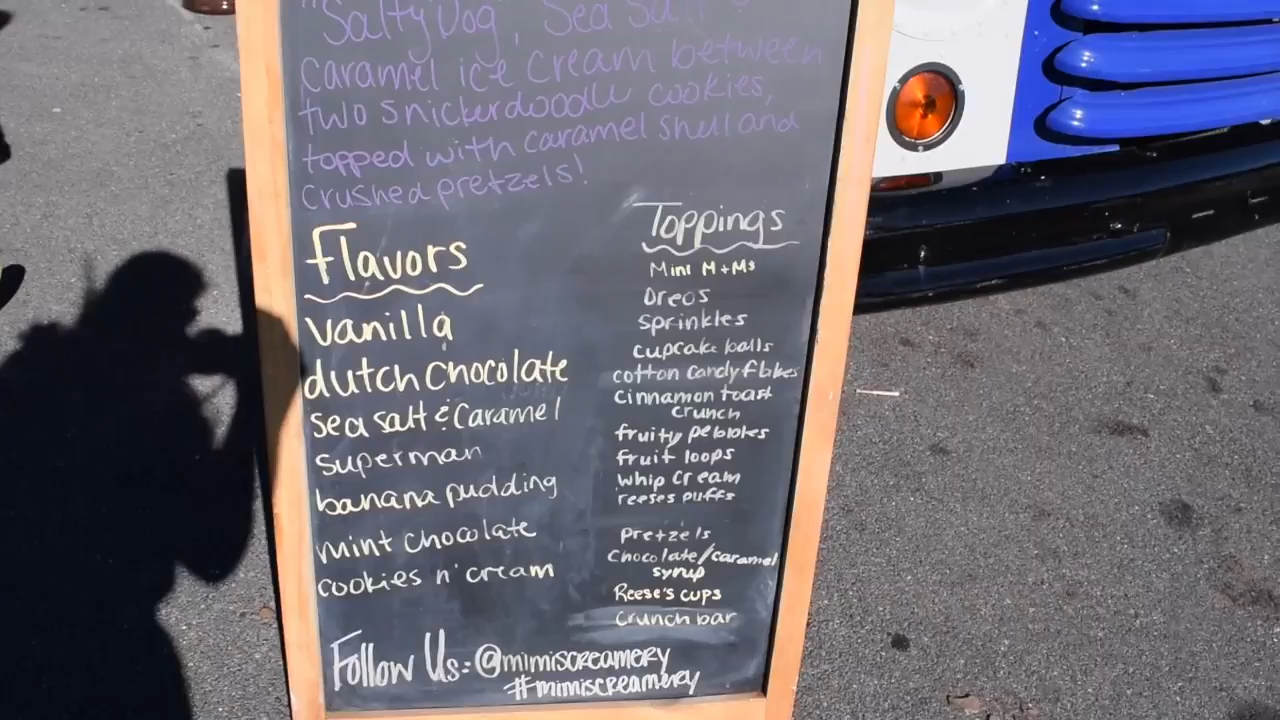 "Salty Dog", Sea Salt &
caramel ice cream between
two snickerdoodle cookies,
topped with caramel shell and
crushed pretzels!
Flavors
vanilla
dutch chocolate
sea salt & caramel
superman
banana pudding
mint chocolate
cookies n' cream
Toppings
Mini M+Ms
Oreos
sprinkles
cupcake balls
cotton candy flakes
cinnamon toast
crunch
fruity pebbles
fruit loops
whip cream
reeses puffs
pretzels
chocolate/caramel
syrup
Reese's cups
crunch bar
Follow Us: @mimiscreamery
#mimiscreamery